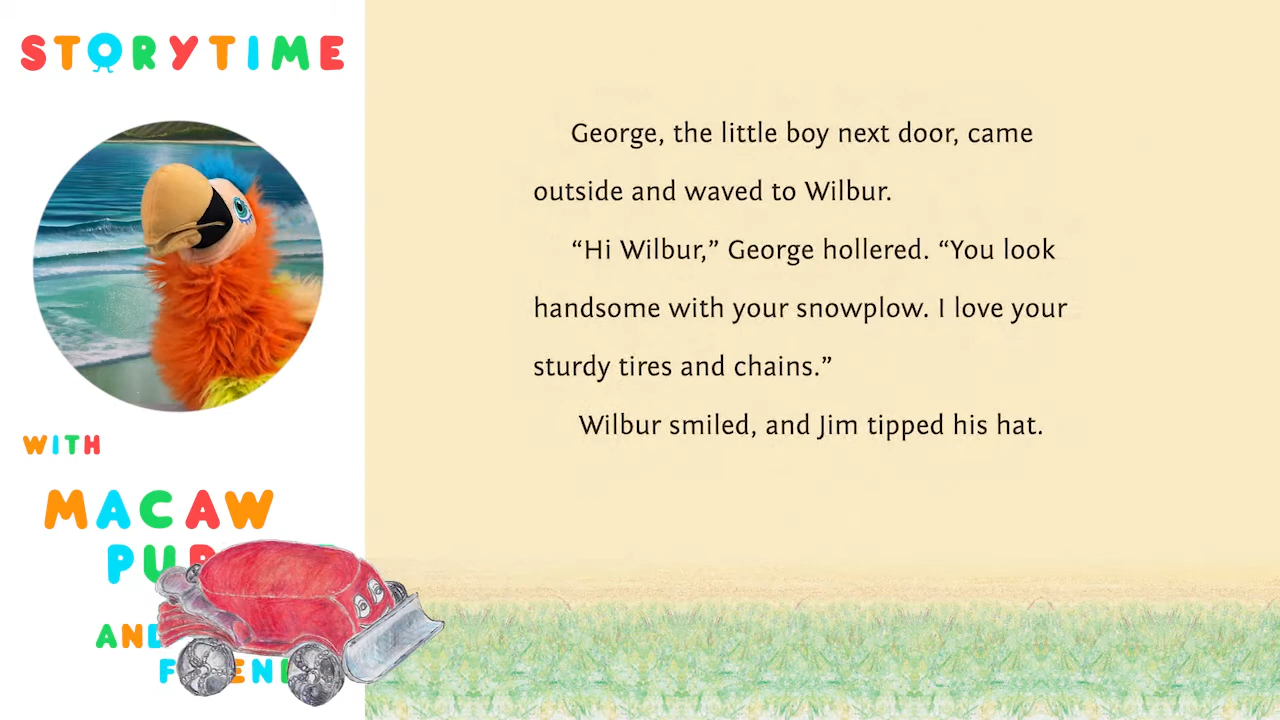 STORYTIME
WITH
MACAW
George, the little boy next door, came
outside and waved to Wilbur.
“Hi Wilbur,” George hollered. “You look
handsome with your snowplow. I love your
sturdy tires and chains.”
Wilbur smiled, and Jim tipped his hat.